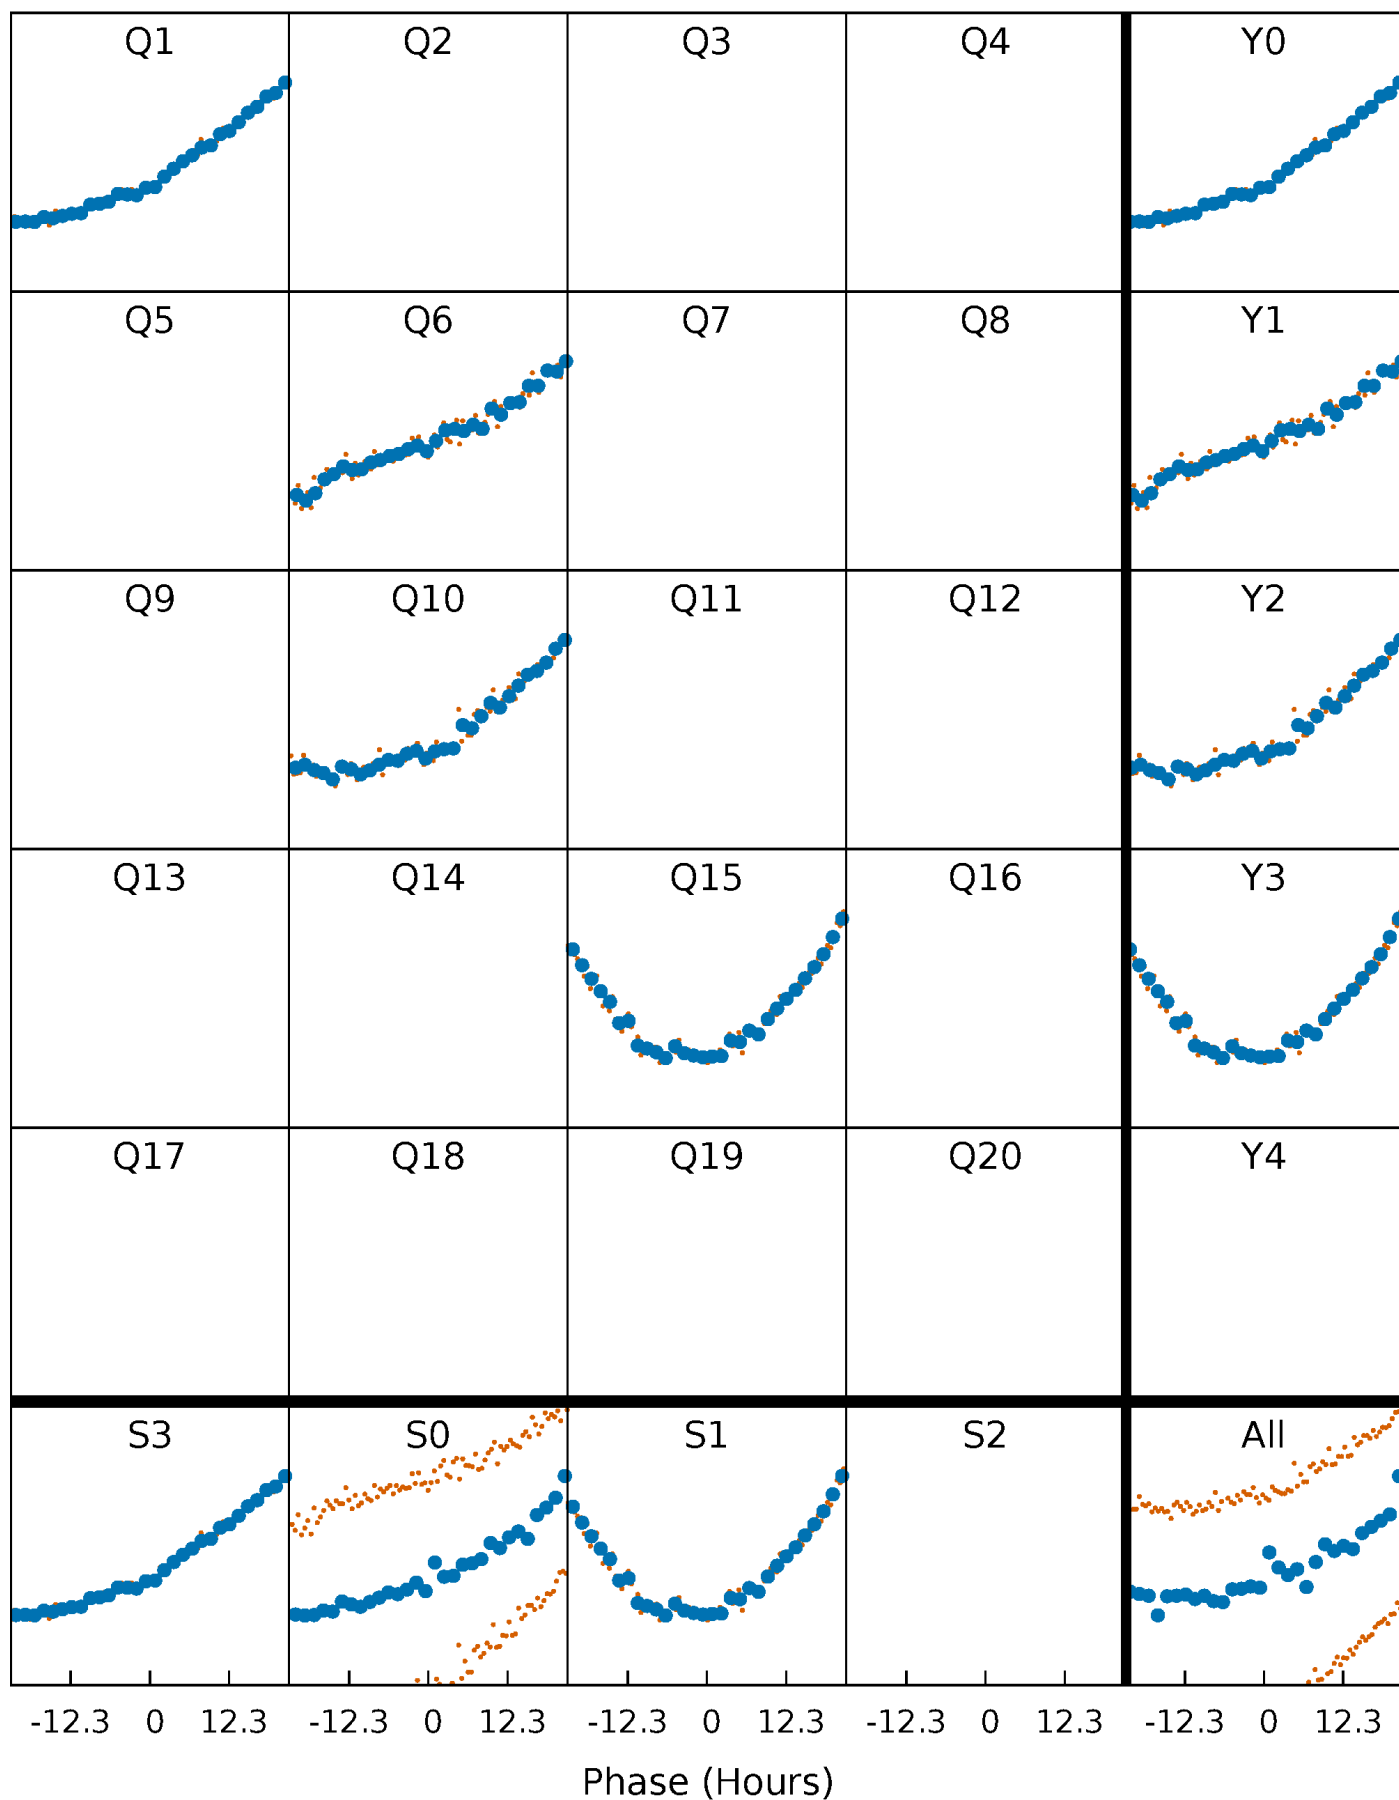 Q1 Q2 Q3 Q4 Y0
Q5 Q6 Q7 Q8 Y1
Q9 Q10 Q11 Q12 Y2
Q13 Q14 Q15 Q16 Y3
Q17 Q18 Q19 Q20 Y4
S3 S0 S1 S2 All
-12.3 0 12.3 -12.3 0 12.3 -12.3 0 12.3 -12.3 0 12.3 -12.3 0 12.3
Phase (Hours)